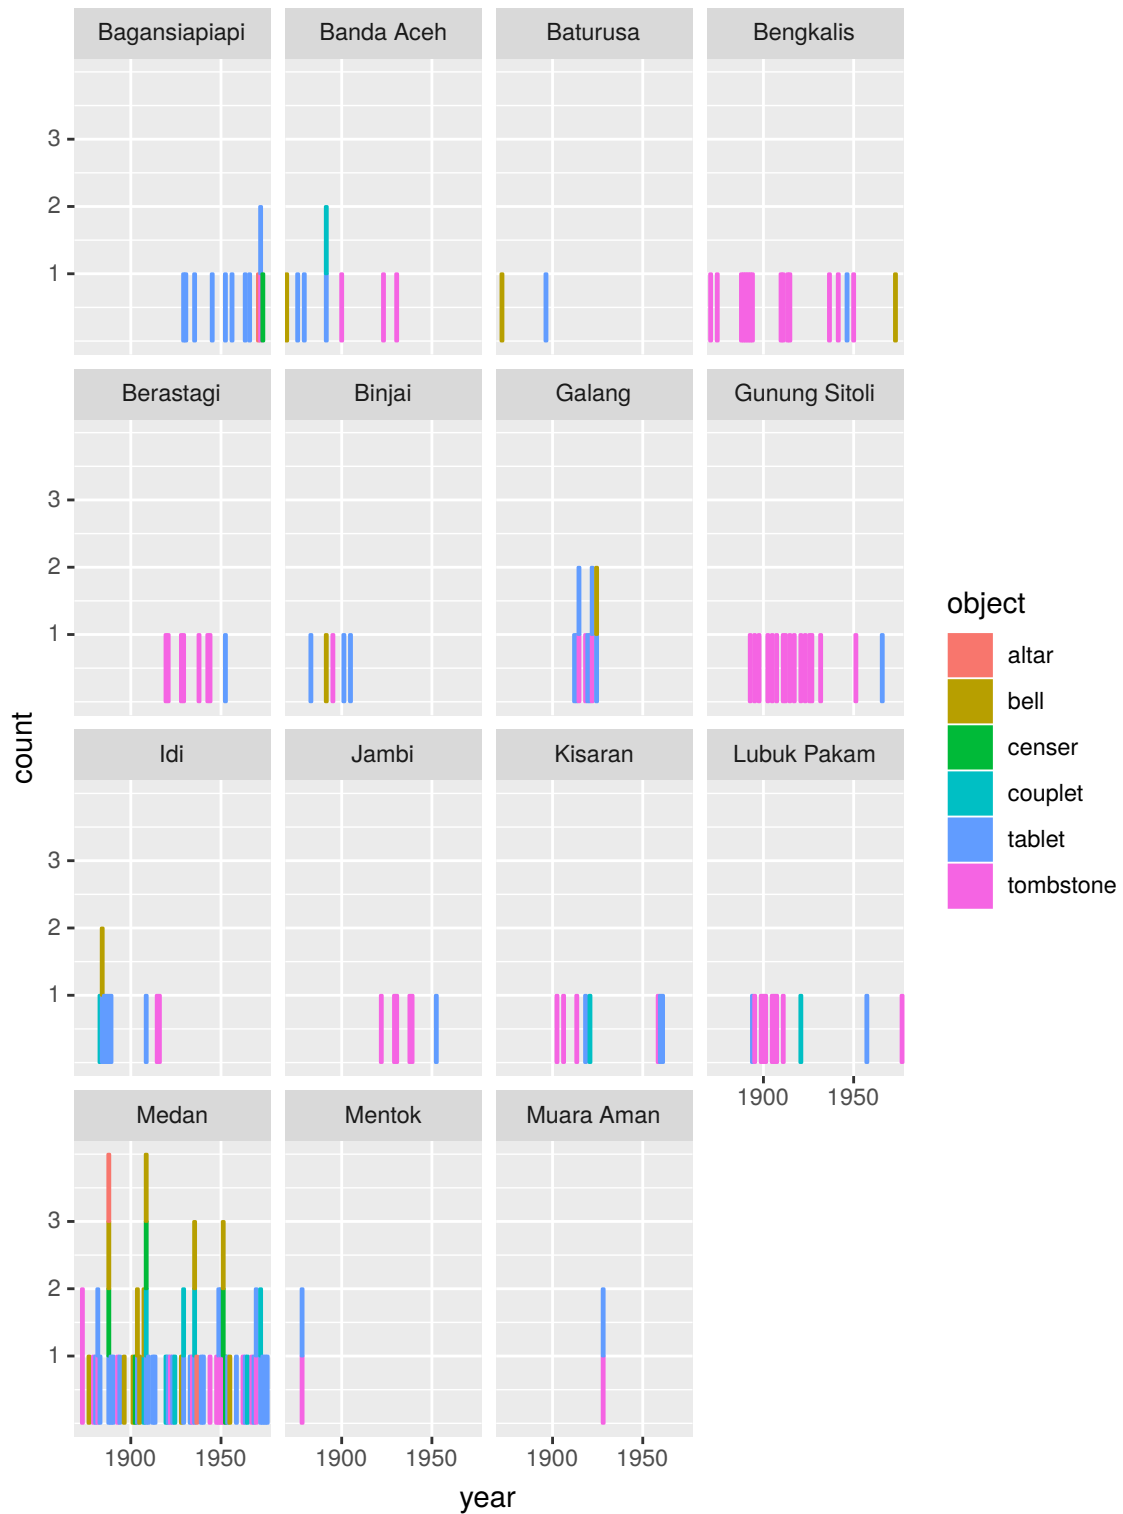 Bagansiapiapi Banda Aceh Baturusa Bengkalis
3
2
1
Berastagi Binjai Galang Gunung Sitoli
3
2
1
Idi Jambi Kisaran Lubuk Pakam
3
2
1
1900 1950
Medan Mentok Muara Aman
3
2
1
1900 1950 1900 1950 1900 1950
year
count
object
altar
bell
censer
couplet
tablet
tombstone